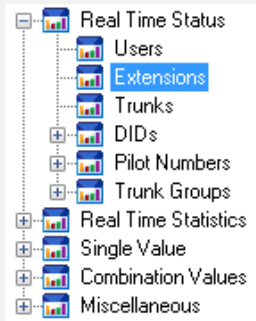 Real Time Status
Users
Extensions
Trunks
DIDs
Pilot Numbers
Trunk Groups
Real Time Statistics
Single Value
Combination Values
Miscellaneous